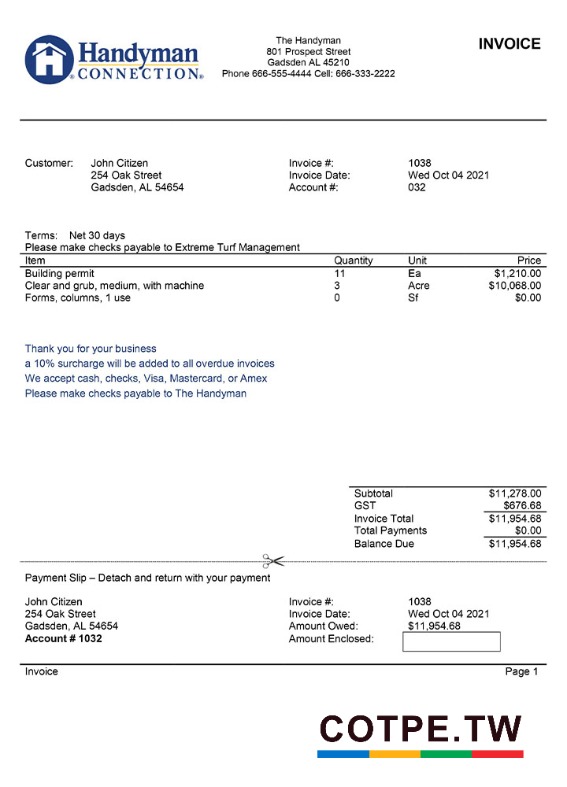 Handyman
CONNECTION®
The Handyman
801 Prospect Street
Gadsden AL 45210
Phone 666-555-4444 Cell: 666-333-2222
INVOICE
Customer: John Citizen
254 Oak Street
Gadsden, AL 54654
Invoice #: 1038
Invoice Date: Wed Oct 04 2021
Account #: 032
Terms: Net 30 days
Please make checks payable to Extreme Turf Management
Item Quantity Unit Price
Building permit 11 Ea $1,210.00
Clear and grub, medium, with machine 3 Acre $10,068.00
Forms, columns, 1 use 0 Sf $0.00
Thank you for your business
a 10% surcharge will be added to all overdue invoices
We accept cash, checks, Visa, Mastercard, or Amex
Please make checks payable to The Handyman
Subtotal $11,278.00
GST $676.68
Invoice Total $11,954.68
Total Payments $0.00
Balance Due $11,954.68
Payment Slip – Detach and return with your payment
John Citizen
254 Oak Street
Gadsden, AL 54654
Account # 1032
Invoice #: 1038
Invoice Date: Wed Oct 04 2021
Amount Owed: $11,954.68
Amount Enclosed:
Invoice Page 1
COTPE.TW